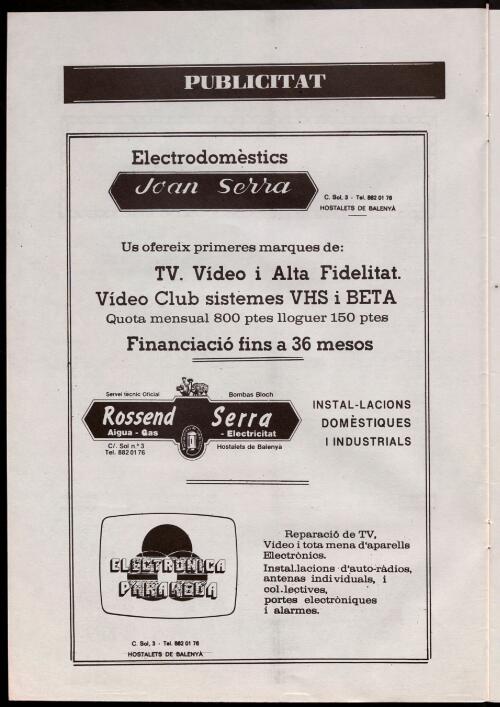 PUBLICITAT
Electrodomèstics
Joan Serra
C. Sol, 3 - Tel. 882 01 76
HOSTALETS DE BALENYÀ
Us ofereix primeres marques de:
TV. Vídeo i Alta Fidelitat.
Vídeo Club sistemes VHS i BETA
Quota mensual 800 ptes lloguer 150 ptes
Financiació fins a 36 mesos
Servei tècnic Oficial
Bombas Bloch
Rossend Serra
Aigua - Gas - Electricitat
C/. Sol n.º 3
Tel. 882 01 76
Hostalets de Balenyà
INSTAL-LACIONS
DOMÈSTIQUES
I INDUSTRIALS
ELECTRÒNICA
PARAREDA
C. Sol, 3 - Tel. 882 01 76
HOSTALETS DE BALENYÀ
Reparació de TV,
Vídeo i tota mena d'aparells
Electrònics.
Instal.lacions d'auto-ràdios,
antenas individuals, i
col.lectives,
portes electròniques
i alarmes.